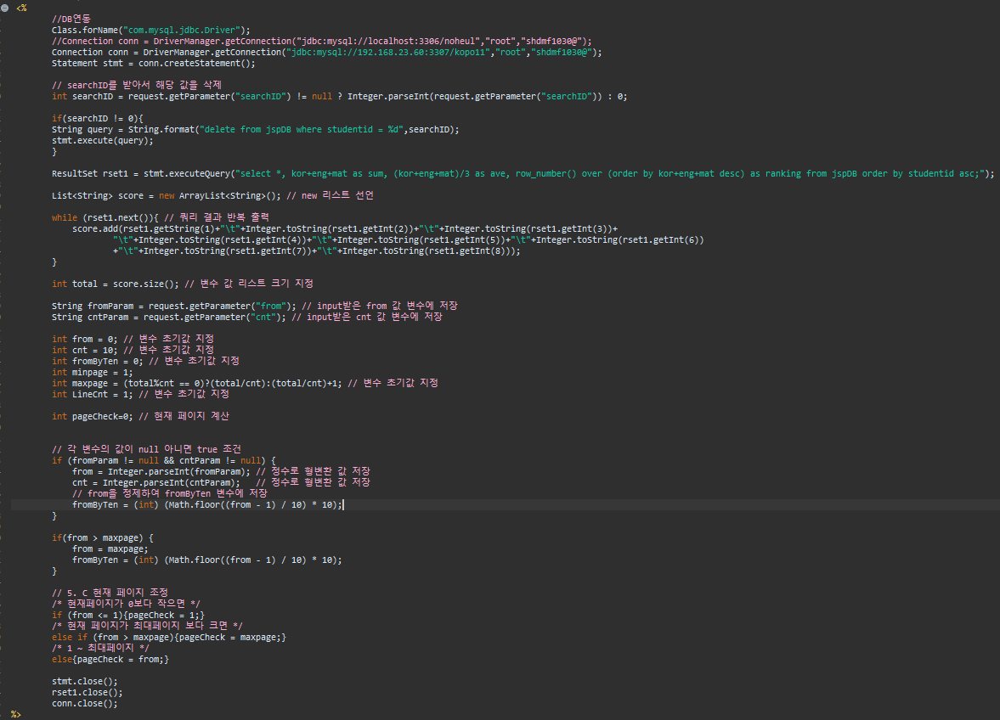 <%
//DB연동
Class.forName("com.mysql.jdbc.Driver");
//Connection conn = DriverManager.getConnection("jdbc:mysql://localhost:3306/noheul","root","shdmf1030@");
Connection conn = DriverManager.getConnection("jdbc:mysql://192.168.23.60:3307/kopo11","root","shdmf1030@");
Statement stmt = conn.createStatement();
// searchID를 받아서 해당 값을 삭제
int searchID = request.getParameter("searchID") != null ? Integer.parseInt(request.getParameter("searchID")) : 0;
if(searchID != 0){
String query = String.format("delete from jspDB where studentid = %d",searchID);
stmt.execute(query);
}
ResultSet rset1 = stmt.executeQuery("select *, kor+eng+mat as sum, (kor+eng+mat)/3 as ave, row_number() over (order by kor+eng+mat desc) as ranking from jspDB order by studentid asc;");
List<String> score = new ArrayList<String>(); // new 리스트 선언
while (rset1.next()){ // 쿼리 결과 반복 출력
score.add(rset1.getString(1)+"\t"+Integer.toString(rset1.getInt(2))+"\t"+Integer.toString(rset1.getInt(3))+
"\t"+Integer.toString(rset1.getInt(4))+"\t"+Integer.toString(rset1.getInt(5))+"\t"+Integer.toString(rset1.getInt(6))
+"\t"+Integer.toString(rset1.getInt(7))+"\t"+Integer.toString(rset1.getInt(8)));
}
int total = score.size(); // 변수 값 리스트 크기 지정
String fromParam = request.getParameter("from"); // input받은 from 값 변수에 저장
String cntParam = request.getParameter("cnt"); // input받은 cnt 값 변수에 저장
int from = 0; // 변수 초기값 지정
int cnt = 10; // 변수 초기값 지정
int fromByTen = 0; // 변수 초기값 지정
int minpage = 1;
int maxpage = (total%cnt == 0)?(total/cnt):(total/cnt)+1; // 변수 초기값 지정
int LineCnt = 1; // 변수 초기값 지정
int pageCheck=0; // 현재 페이지 계산
// 각 변수의 값이 null 아니면 true 조건
if (fromParam != null && cntParam != null) {
from = Integer.parseInt(fromParam); // 정수로 형변환 값 저장
cnt = Integer.parseInt(cntParam);   // 정수로 형변환 값 저장
// from을 정제하여 fromByTen 변수에 저장
fromByTen = (int) (Math.floor((from - 1) / 10) * 10);
}
if(from > maxpage) {
from = maxpage;
fromByTen = (int) (Math.floor((from - 1) / 10) * 10);
}
// 5. C 현재 페이지 조정
/* 현재페이지가 0보다 작으면 */
if (from <= 1){pageCheck = 1;}
/* 현재 페이지가 최대페이지 보다 크면 */
else if (from > maxpage){pageCheck = maxpage;}
/* 1 ~ 최대페이지 */
else{pageCheck = from;}
stmt.close();
rset1.close();
conn.close();
%>